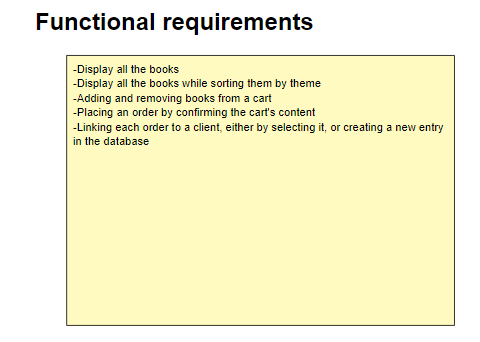 Functional requirements
-Display all the books
-Display all the books while sorting them by theme
-Adding and removing books from a cart
-Placing an order by confirming the cart's content
-Linking each order to a client, either by selecting it, or creating a new entry
in the database